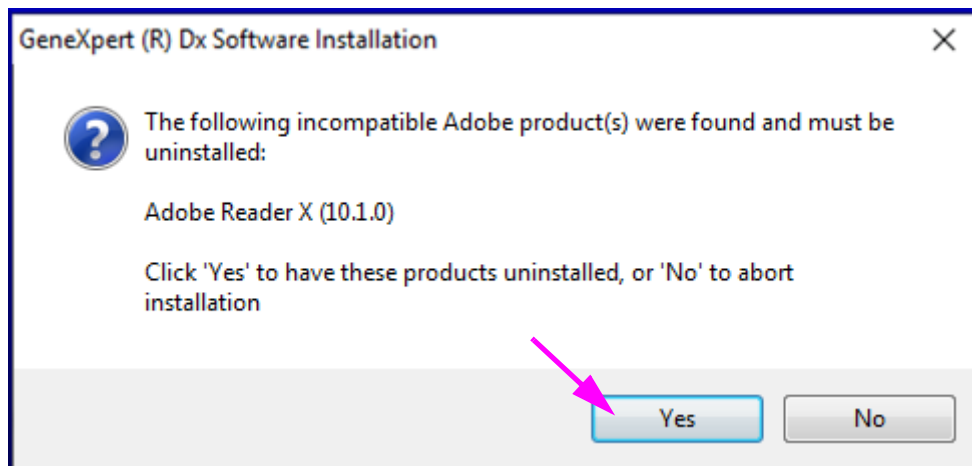 GeneXpert (R) Dx Software Installation
The following incompatible Adobe product(s) were found and must be
uninstalled:
Adobe Reader X (10.1.0)
Click 'Yes' to have these products uninstalled, or 'No' to abort
installation
Yes No